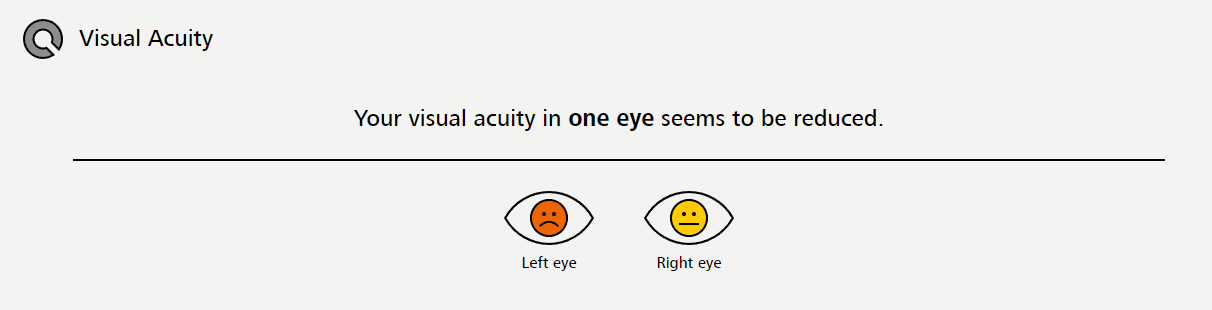 Visual Acuity
Your visual acuity in one eye seems to be reduced.
Left eye
Right eye